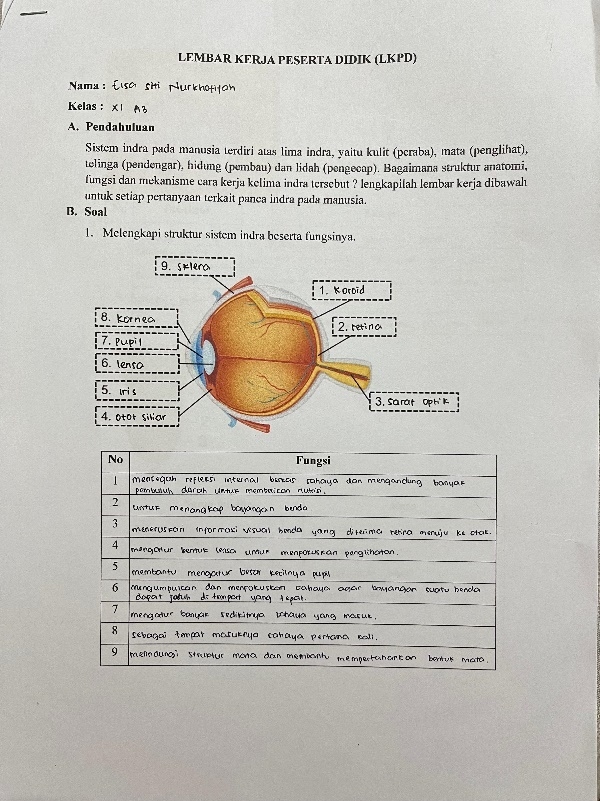 LEMBAR KERJA PESERTA DIDIK (LKPD)
Nama : Elsa Siti Nurkhofifah
Kelas : XI A3
A. Pendahuluan
Sistem indra pada manusia terdiri atas lima indra, yaitu kulit (peraba), mata (penglihat),
telinga (pendengar), hidung (pembau) dan lidah (pengecap). Bagaimana struktur anatomi,
fungsi dan mekanisme cara kerja kelima indra tersebut ? lengkapilah lembar kerja dibawah
untuk setiap pertanyaan terkait panca indra pada manusia.
B. Soal
1. Melengkapi struktur sistem indra beserta fungsinya.
9. sklera
1. Koroid
8. kornea
2. retina
7. Pupil
6. lensa
5. iris
3. saraf optik
4. otot siliar
No Fungsi
1 mencegah refleksi internal berkas cahaya dan mengandung banyak
pembuluh darah untuk memberikan nutrisi.
2 untuk menangkap bayangan benda
3 meneruskan informasi visual benda yang diterima retina menuju ke otak.
4 mengatur bentuk lensa untuk memfokuskan penglihatan.
5 membantu mengatur besar kecilnya pupil
6 mengumpulkan dan memfokuskan cahaya agar bayangan suatu benda
dapat jatuh di tempat yang tepat.
7 mengatur banyak sedikitnya cahaya yang masuk.
8 sebagai tempat masuknya cahaya pertama kali.
9 melindungi struktur mata dan membantu mempertahankan bentuk mata.